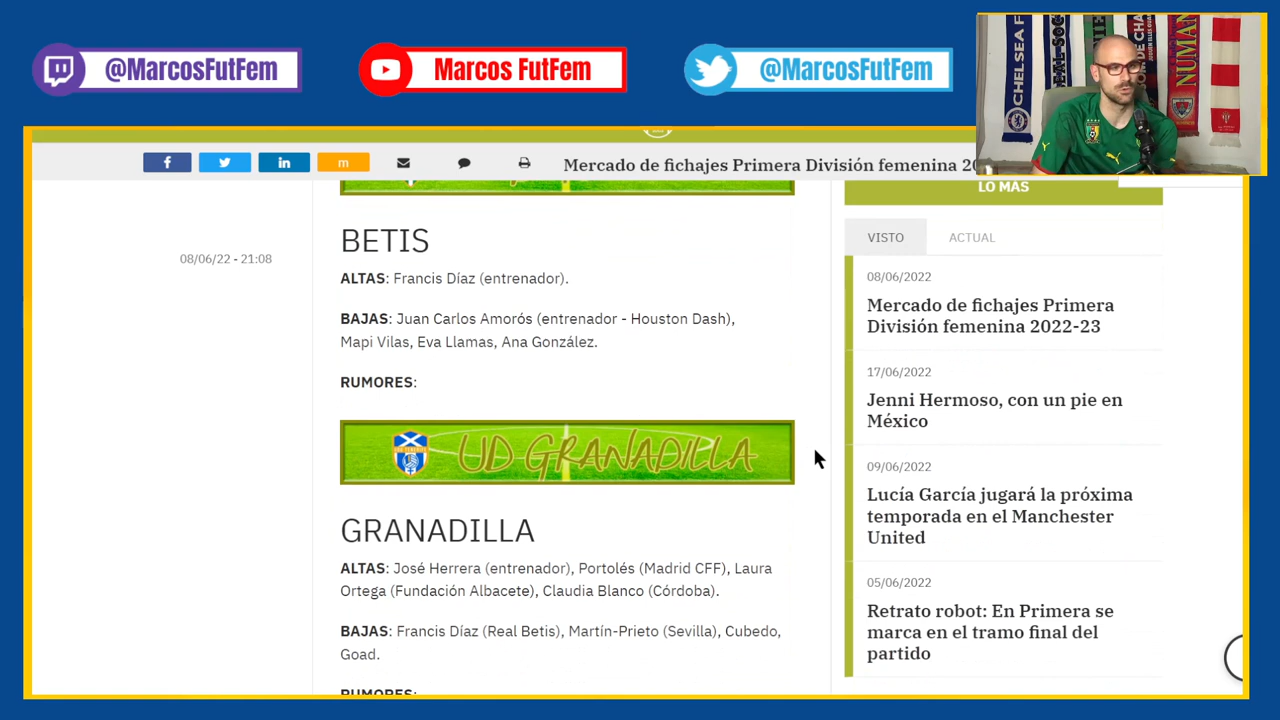 @MarcosFutFem
Marcos FutFem
@MarcosFutFem
CHELSEA F
NUMAN
m
Mercado de fichajes Primera División femenina 20
08/06/22 - 21:08
BETIS
ALTAS: Francis Díaz (entrenador).
BAJAS: Juan Carlos Amorós (entrenador - Houston Dash),
Mapi Vilas, Eva Llamas, Ana González.
RUMORES:
UD GRANADILLA
GRANADILLA
ALTAS: José Herrera (entrenador), Portolés (Madrid CFF), Laura
Ortega (Fundación Albacete), Claudia Blanco (Córdoba).
BAJAS: Francis Díaz (Real Betis), Martín-Prieto (Sevilla), Cubedo,
Goad.
RUMORES:
LO MÁS
VISTO
ACTUAL
08/06/2022
Mercado de fichajes Primera
División femenina 2022-23
17/06/2022
Jenni Hermoso, con un pie en
México
09/06/2022
Lucía García jugará la próxima
temporada en el Manchester
United
05/06/2022
Retrato robot: En Primera se
marca en el tramo final del
partido